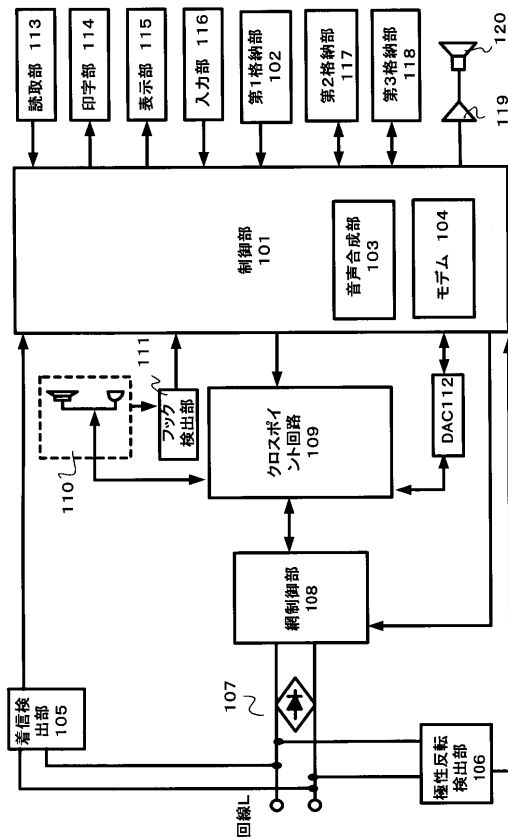 読取部 113
印字部 114
表示部 115
入力部 116
第1格納部
102
第2格納部
117
第3格納部
118
120
119
制御部
101
音声合成部
103
モデム 104
111
フック
検出部
110
クロスポイ
ント回路
109
DAC112
網制御部
108
107
着信検
出部
105
極性反転
検出部
106
回線L